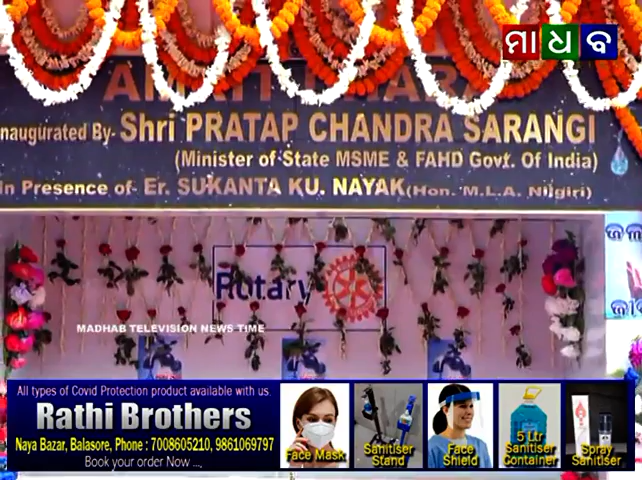 ମାଧବ
AMRIT DHARA
naugurated By- Shri PRATAP CHANDRA SARANGI
(Minister of State MSME & FAHD Govt. Of India)
In Presence of- Er. SUKANTA KU. NAYAK (Hon. M.L.A, Nilgiri)
Rotary
MADHAB TELEVISION NEWS TIME
All types of Covid Protection product available with us.
Rathi Brothers
Naya Bazar, Balasore, Phone : 7008605210, 9861069797
Book your order Now ...,
Face Mask
Sanitiser Stand
Face Shield
5 Ltr Sanitiser Container
Spray Sanitiser